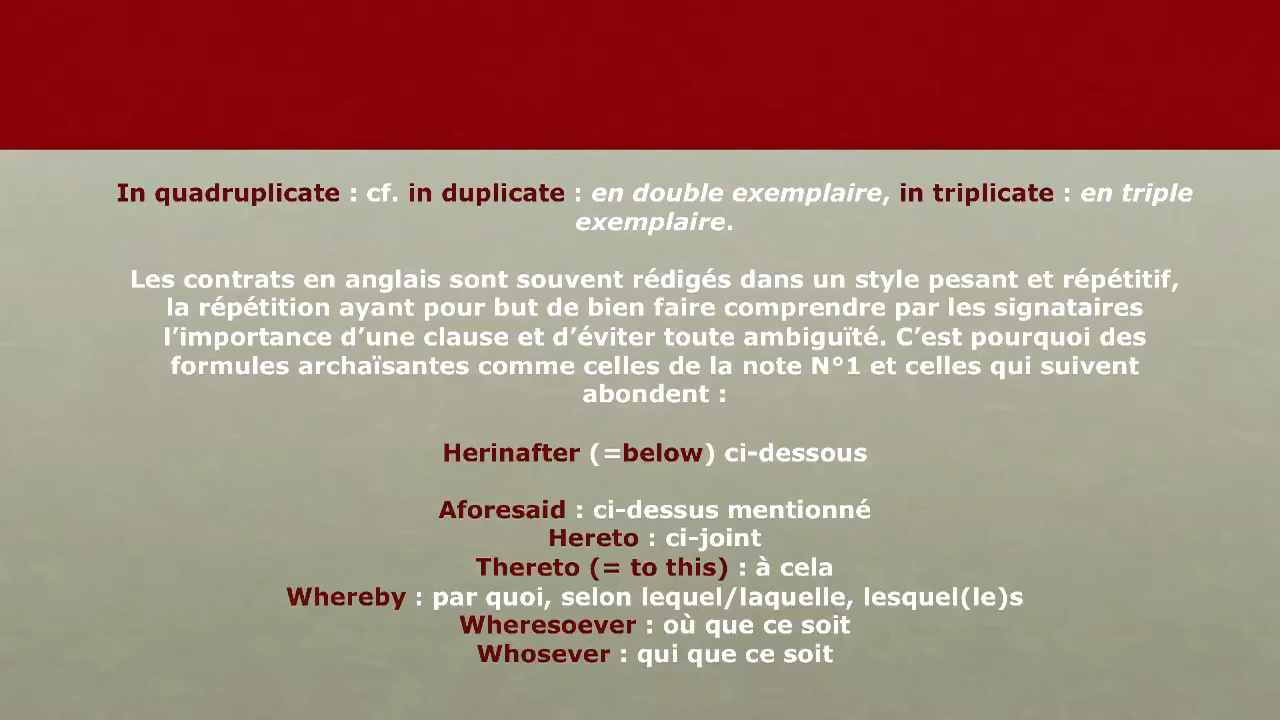 In quadruplicate : cf. in duplicate : en double exemplaire, in triplicate : en triple
exemplaire.
Les contrats en anglais sont souvent rédigés dans un style pesant et répétitif,
la répétition ayant pour but de bien faire comprendre par les signataires
l’importance d’une clause et d’éviter toute ambiguïté. C’est pourquoi des
formules archaïsantes comme celles de la note N°1 et celles qui suivent
abondent :
Herinafter (=below) ci-dessous
Aforesaid : ci-dessus mentionné
Hereto : ci-joint
Thereto (= to this) : à cela
Whereby : par quoi, selon lequel/laquelle, lesquel(le)s
Wheresoever : où que ce soit
Whosever : qui que ce soit